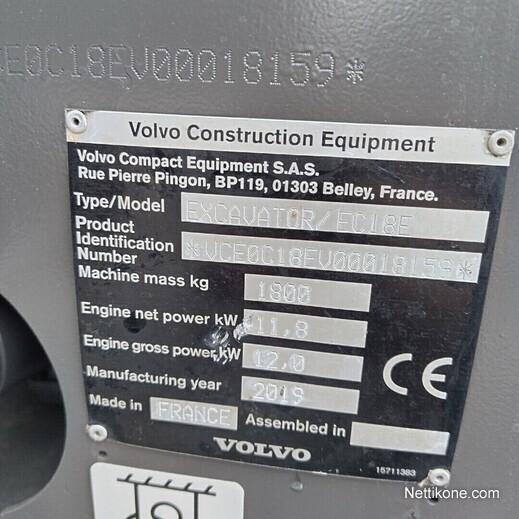 CE0C18EV00018159*
Volvo Construction Equipment
Volvo Compact Equipment S.A.S.
Rue Pierre Pingon, BP119, 01303 Belley, France.
Type/Model EXCAVATOR/EC18E
Product Identification Number *VCE0C18EV00018159*
Machine mass kg 1800
Engine net power kW 11,8
Engine gross power kW 12,0
Manufacturing year 2019
Made in FRANCE Assembled in
CE
VOLVO
15711383
Nettikone.com